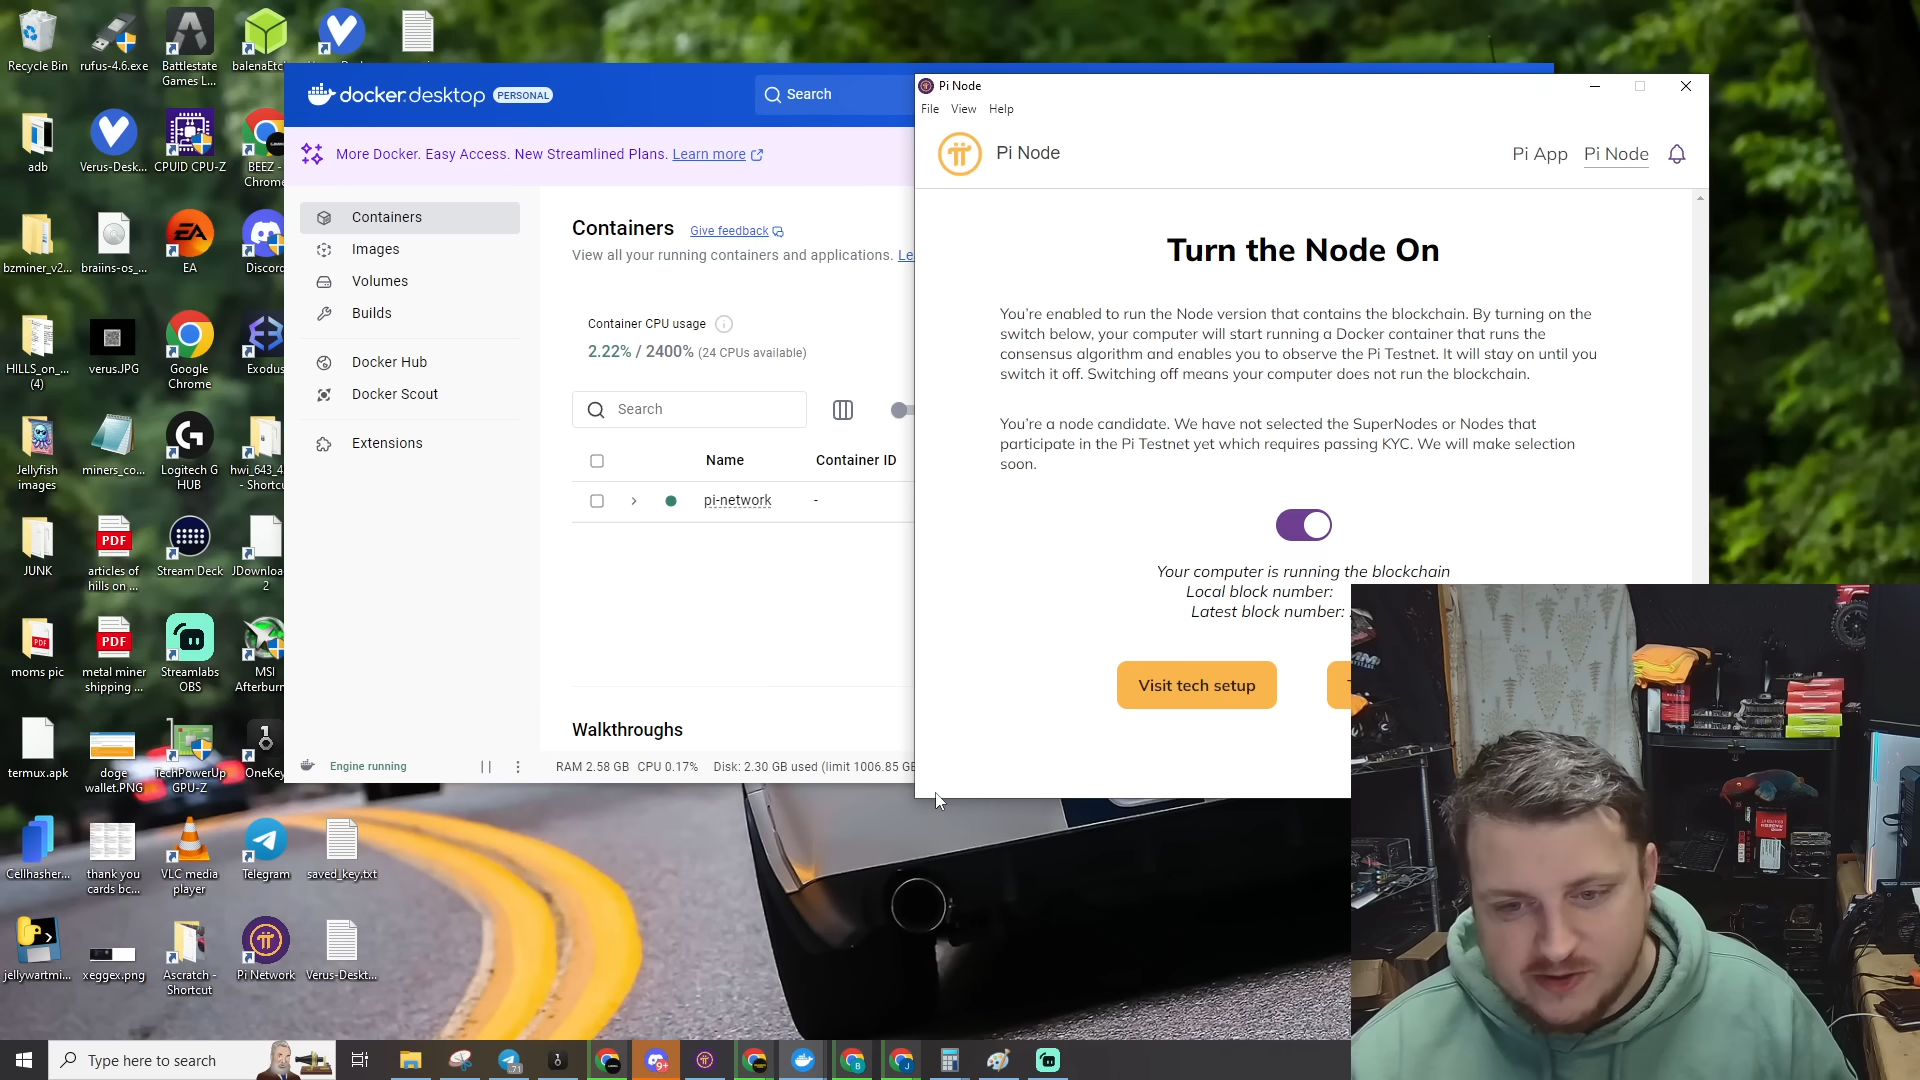 Recycle Bin
rufus-4.6.exe
Battlestate
Games L...
docker.desktop
PERSONAL
Search
More Docker. Easy Access. New Streamlined Plans. Learn more
adb
Verus-Desk...
CPUID CPU-Z
BEEZ -
Chrome
bzminer_v2...
braiins-os_...
EA
Discord
HILLS_on_...
(4)
verus.JPG
Google
Chrome
Exodus
Jellyfish
images
miners_co...
Logitech G
HUB
hwi_643_4...
- Shortcu
JUNK
articles of
hills on ...
Stream Deck
JDownloa
2
moms pic
metal miner
shipping ...
Streamlabs
OBS
MSI
Afterburn
termux.apk
doge
wallet.PNG
TechPowerUp
GPU-Z
OneKey
Cellhasher...
thank you
cards bc...
VLC media
player
Telegram
saved_key.txt
jellywartmi...
xeggex.png
Ascratch -
Shortcut
Pi Network
Verus-Deskt...
PDF
PDF
PDF
Containers
Images
Volumes
Builds
Docker Hub
Docker Scout
Extensions
Containers
Give feedback
View all your running containers and applications. Le
Container CPU usage
2.22% / 2400% (24 CPUs available)
Search
Name
Container ID
pi-network
-
Walkthroughs
Engine running
RAM 2.58 GB CPU 0.17% Disk: 2.30 GB used (limit 1006.85 GB
Pi Node
File View Help
Pi Node
Pi App
Pi Node
Turn the Node On
You're enabled to run the Node version that contains the blockchain. By turning on the
switch below, your computer will start running a Docker container that runs the
consensus algorithm and enables you to observe the Pi Testnet. It will stay on until you
switch it off. Switching off means your computer does not run the blockchain.
You're a node candidate. We have not selected the SuperNodes or Nodes that
participate in the Pi Testnet yet which requires passing KYC. We will make selection
soon.
Your computer is running the blockchain
Local block number:
Latest block number:
Visit tech setup
Type here to search
71
9+
B
J